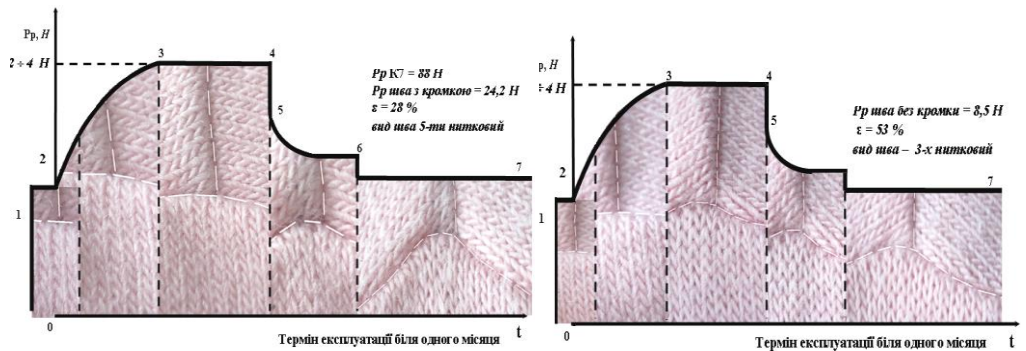 Рр, Н
2 ÷ 4 Н
3
4
5
6
7
2
1
0
t
Рр К7 = 88 Н
Рр шва з кромкою = 24,2 Н
ε = 28 %
вид шва 5-ти нитковий
Термін експлуатації біля одного місяця
р, Н
÷ 4 Н
3
4
5
7
2
1
0
t
Рр шва без кромки = 8,5 Н
ε = 53 %
вид шва – 3-х нитковий
Термін експлуатації біля одного місяця